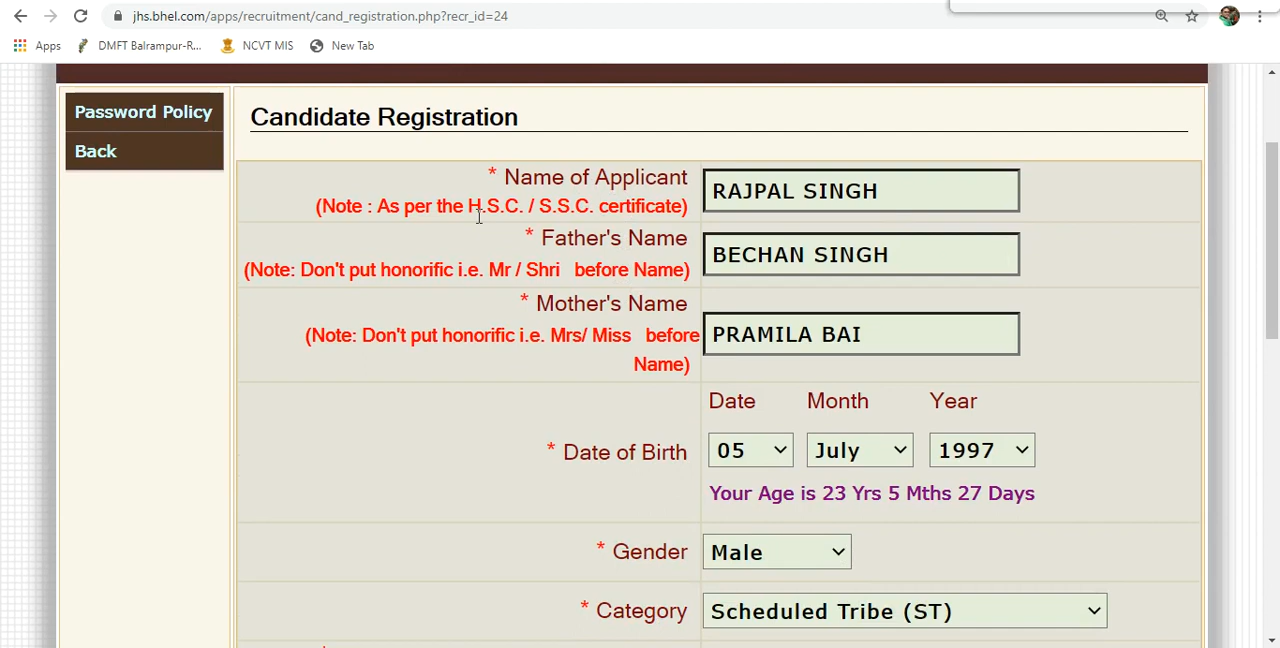 jhs.bhel.com/apps/recruitment/cand_registration.php?recr_id=24
Apps DMFT Balrampur-R... NCVT MIS New Tab
Password Policy
Back
Candidate Registration
* Name of Applicant
(Note : As per the H.S.C. / S.S.C. certificate)
RAJPAL SINGH
* Father's Name
(Note: Don't put honorific i.e. Mr / Shri before Name)
BECHAN SINGH
* Mother's Name
(Note: Don't put honorific i.e. Mrs/ Miss before
Name)
PRAMILA BAI
Date Month Year
* Date of Birth
05 July 1997
Your Age is 23 Yrs 5 Mths 27 Days
* Gender
Male
* Category
Scheduled Tribe (ST)